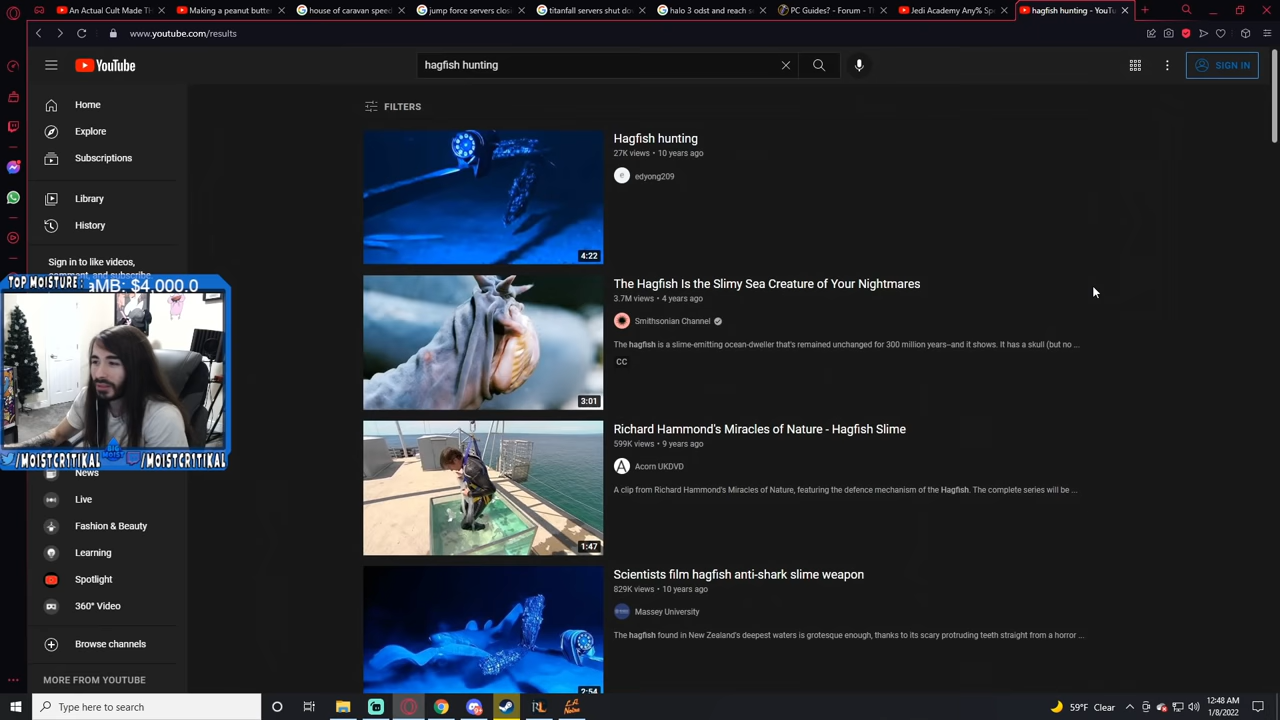 An Actual Cult Made Th
Making a peanut butte
house of caravan speed
jump force servers close
titanfall servers shut do
halo 3 odst and reach s
PC Guides? - Forum - Th
Jedi Academy Any% Sp
hagfish hunting - YouTu
www.youtube.com/results
YouTube
hagfish hunting
SIGN IN
Home
Explore
Subscriptions
Library
History
Sign in to like videos,
comment, and subscribe.
TOP MOISTURE:
aMB: $4,000.0
/MOISTCR1TIKAL
/MOISTCR1TIKAL
News
Live
Fashion & Beauty
Learning
Spotlight
360° Video
Browse channels
MORE FROM YOUTUBE
FILTERS
4:22
Hagfish hunting
27K views • 10 years ago
e
edyong209
3:01
The Hagfish Is the Slimy Sea Creature of Your Nightmares
3.7M views • 4 years ago
Smithsonian Channel
The hagfish is a slime-emitting ocean-dweller that's remained unchanged for 300 million years–and it shows. It has a skull (but no ...
CC
1:47
Richard Hammond's Miracles of Nature - Hagfish Slime
599K views • 9 years ago
A
Acorn UKDVD
A clip from Richard Hammond's Miracles of Nature, featuring the defence mechanism of the Hagfish. The complete series will be ...
2:54
Scientists film hagfish anti-shark slime weapon
829K views • 10 years ago
Massey University
The hagfish found in New Zealand's deepest waters is grotesque enough, thanks to its scary protruding teeth straight from a horror ...
Type here to search
L.A. Noire
59°F Clear
12:48 AM
1/8/2022